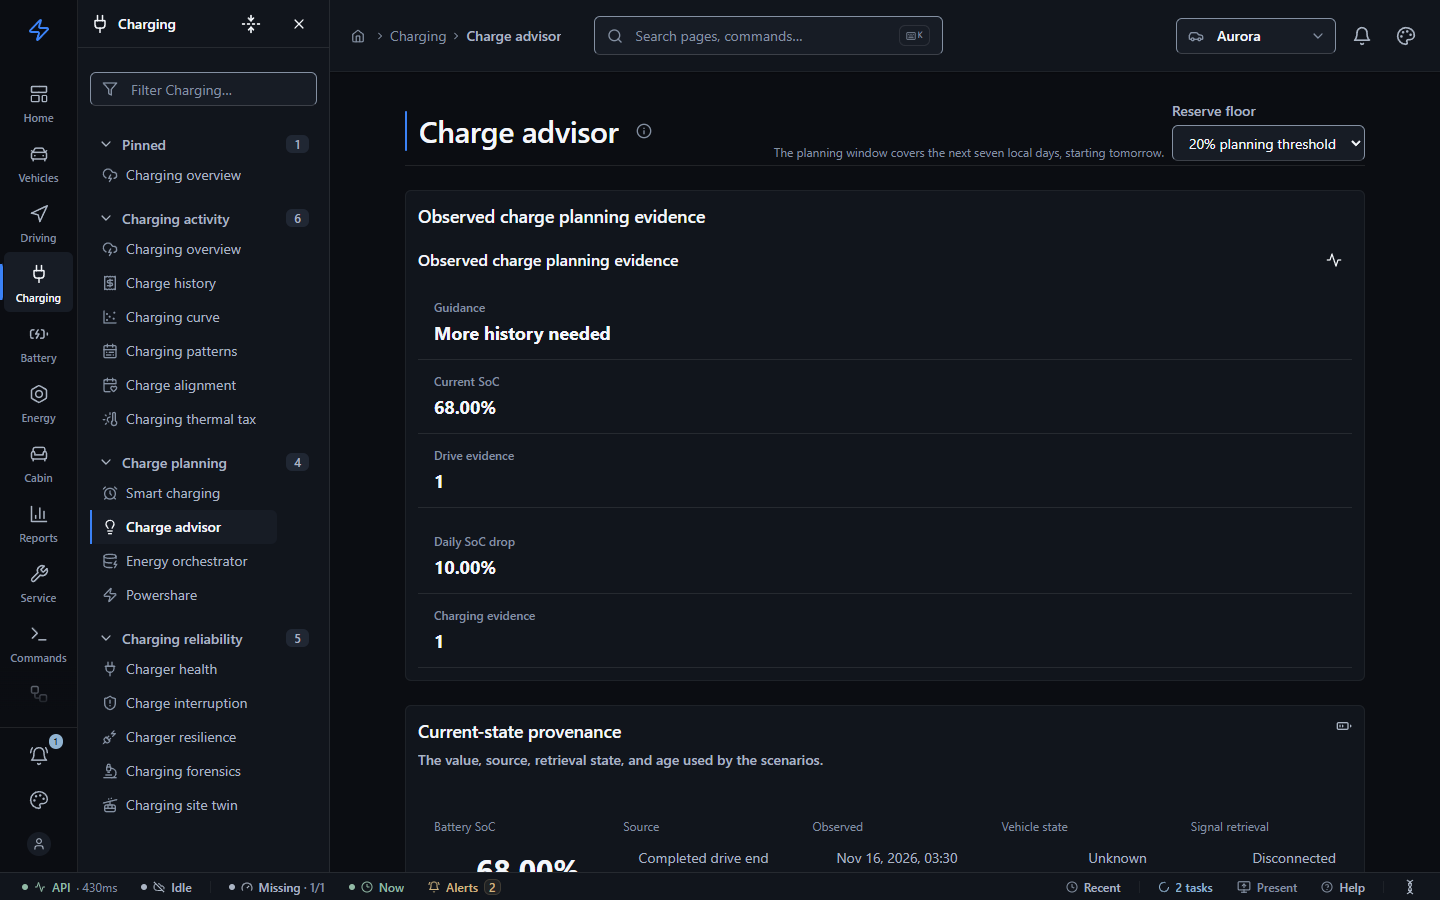 Charging
Home
Vehicles
Driving
Charging
Battery
Energy
Cabin
Reports
Service
Commands
1
Filter Charging...
Pinned 1
Charging overview
Charging activity 6
Charging overview
Charge history
Charging curve
Charging patterns
Charge alignment
Charging thermal tax
Charge planning 4
Smart charging
Charge advisor
Energy orchestrator
Powershare
Charging reliability 5
Charger health
Charge interruption
Charger resilience
Charging forensics
Charging site twin
Charging Charge advisor
Search pages, commands... K
Aurora
Charge advisor
The planning window covers the next seven local days, starting tomorrow.
Reserve floor
20% planning threshold
Observed charge planning evidence
Observed charge planning evidence
Guidance
More history needed
Current SoC
68.00%
Drive evidence
1
Daily SoC drop
10.00%
Charging evidence
1
Current-state provenance
The value, source, retrieval state, and age used by the scenarios.
Battery SoC Source Observed Vehicle state Signal retrieval
68.00% Completed drive end Nov 16, 2026, 03:30 Unknown Disconnected
API · 430ms Idle Missing · 1/1 Now Alerts 2 Recent 2 tasks Present Help